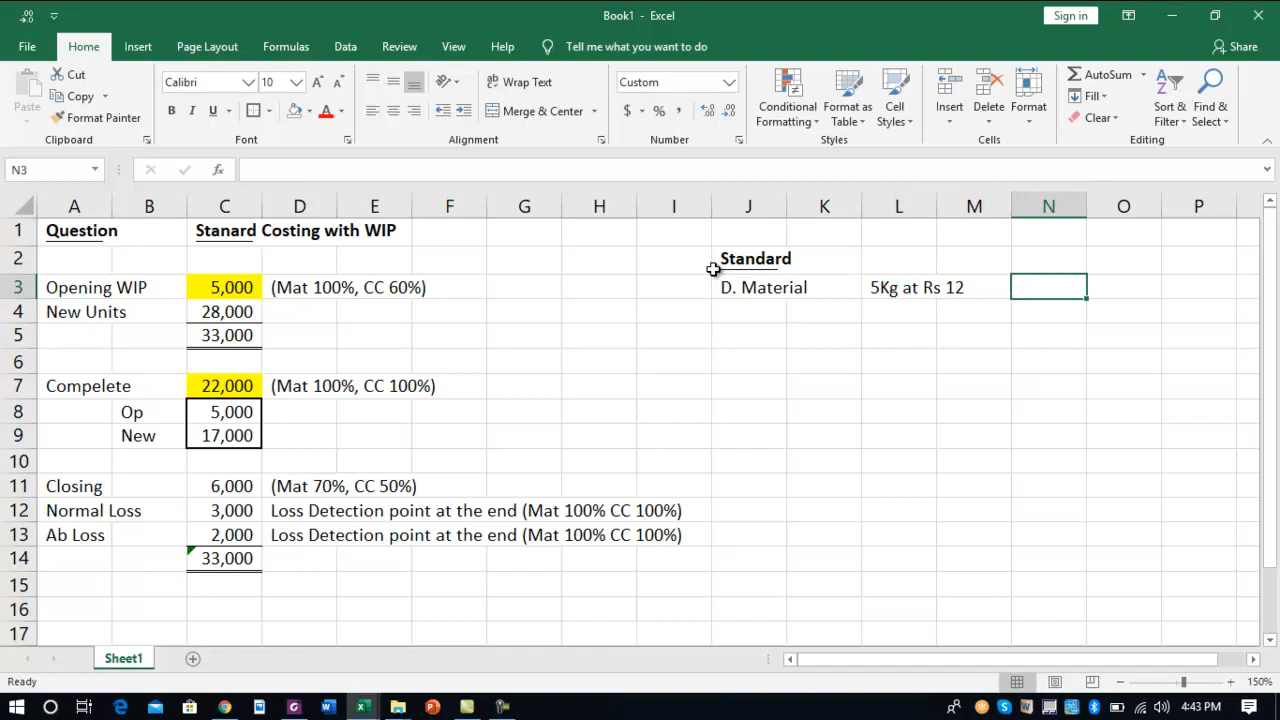 Book1 - Excel
Sign in
File Home Insert Page Layout Formulas Data Review View Help Tell me what you want to do Share
Paste Cut Copy Format Painter
Calibri 10
B I U A
Wrap Text
Merge & Center
Custom
$ % ,
Conditional Formatting Format as Table Cell Styles
Insert Delete Format
AutoSum Fill Clear
Sort & Filter Find & Select
Clipboard Font Alignment Number Styles Cells Editing
N3 fx
A B C D E F G H I J K L M N O P
1 Question Stanard Costing with WIP
2 Standard
3 Opening WIP 5,000 (Mat 100%, CC 60%) D. Material 5Kg at Rs 12
4 New Units 28,000
5 33,000
6
7 Compelete 22,000 (Mat 100%, CC 100%)
8 Op 5,000
9 New 17,000
10
11 Closing 6,000 (Mat 70%, CC 50%)
12 Normal Loss 3,000 Loss Detection point at the end (Mat 100% CC 100%)
13 Ab Loss 2,000 Loss Detection point at the end (Mat 100% CC 100%)
14 33,000
15
16
17
Sheet1
Ready 150%
4:43 PM